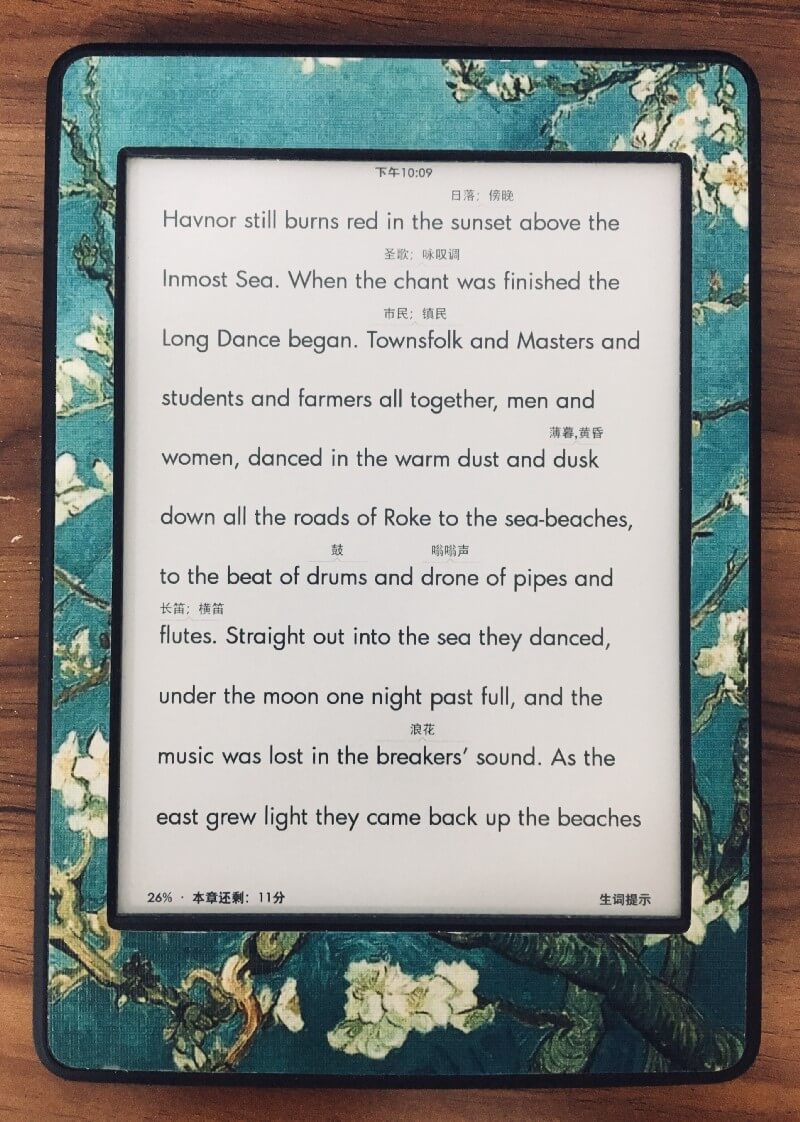 下午10:09
日落；傍晚
Havnor still burns red in the sunset above the
圣歌；咏叹调
Inmost Sea. When the chant was finished the
市民；镇民
Long Dance began. Townsfolk and Masters and
students and farmers all together, men and
薄暮,黄昏
women, danced in the warm dust and dusk
down all the roads of Roke to the sea-beaches,
鼓 嗡嗡声
to the beat of drums and drone of pipes and
长笛；横笛
flutes. Straight out into the sea they danced,
under the moon one night past full, and the
浪花
music was lost in the breakers’ sound. As the
east grew light they came back up the beaches
26% · 本章还剩：11分 生词提示